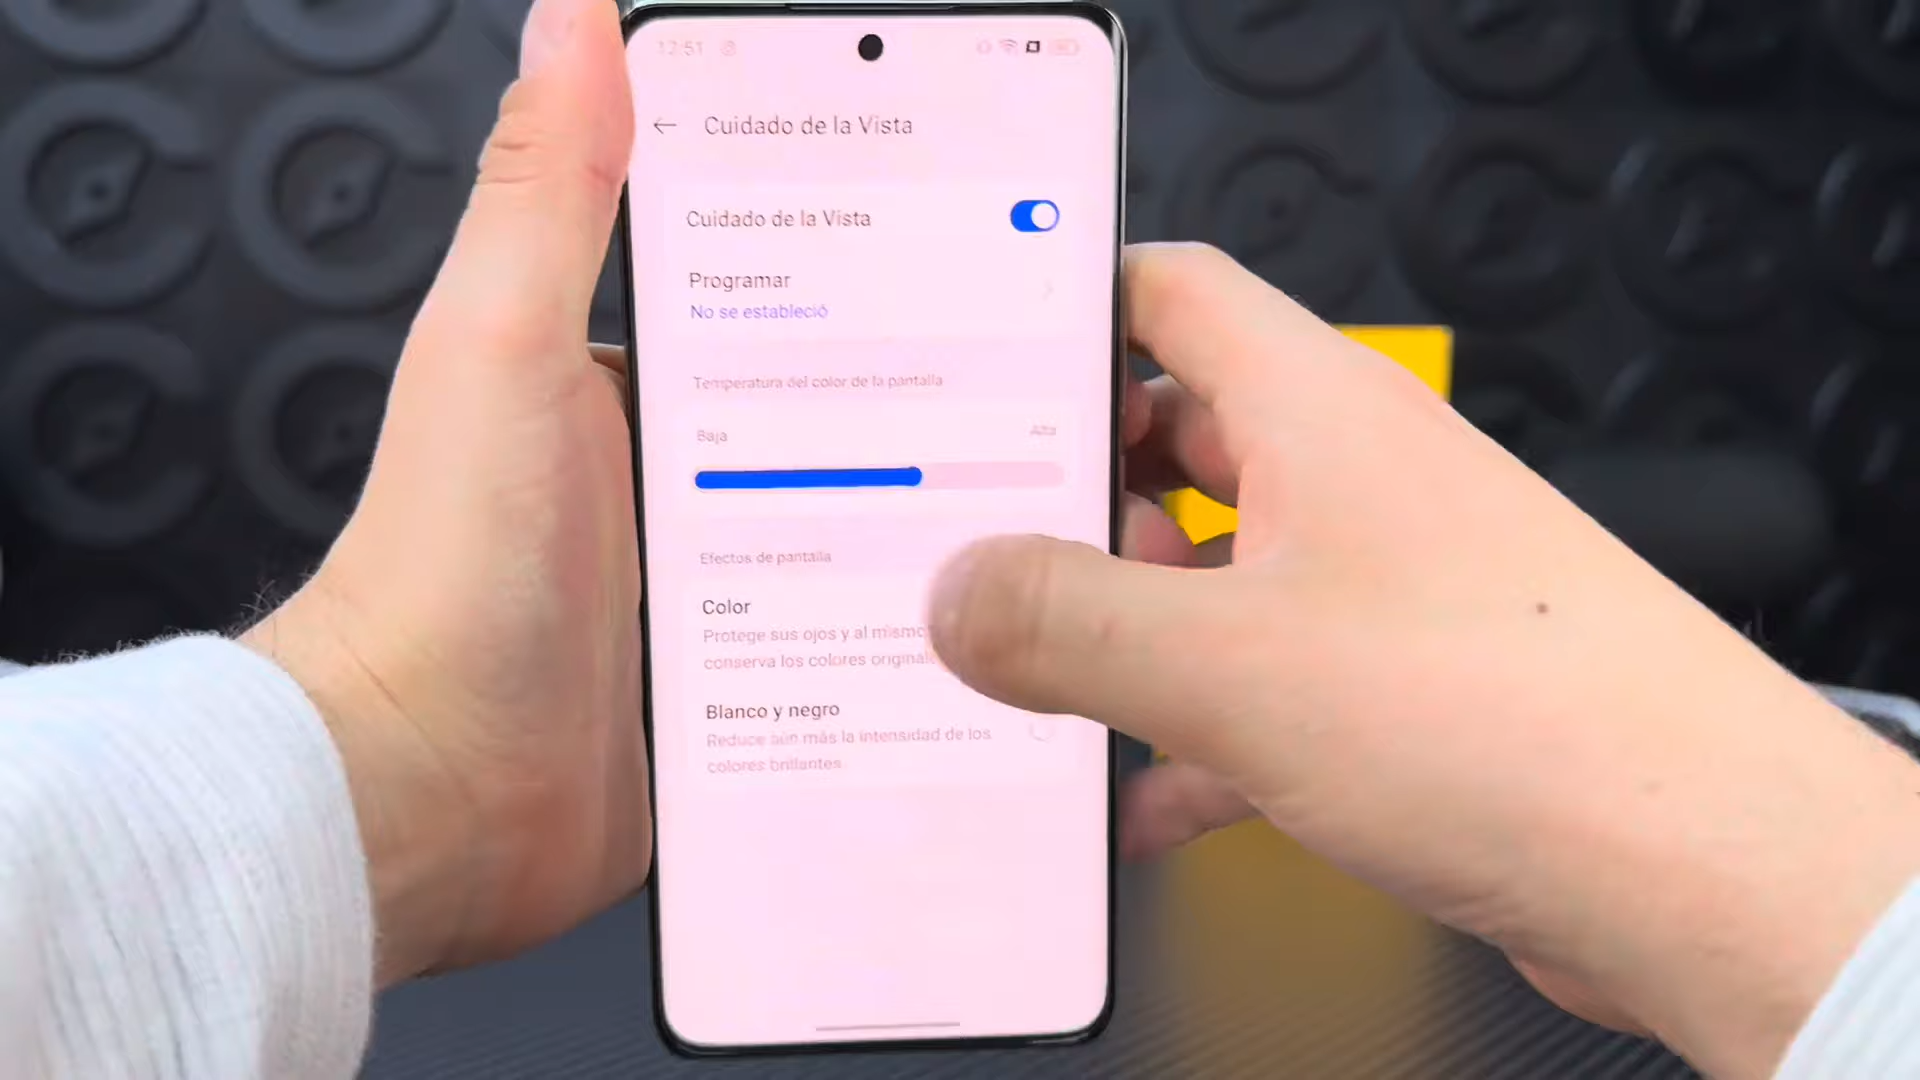 12:51
Cuidado de la Vista
Cuidado de la Vista
Programar
No se estableció
Temperatura del color de la pantalla
Baja
Efectos de pantalla
Color
Protege sus ojos y al mismo
conserva los colores
Blanco y negro
Reduce aún más la intensidad de los
colores brillantes